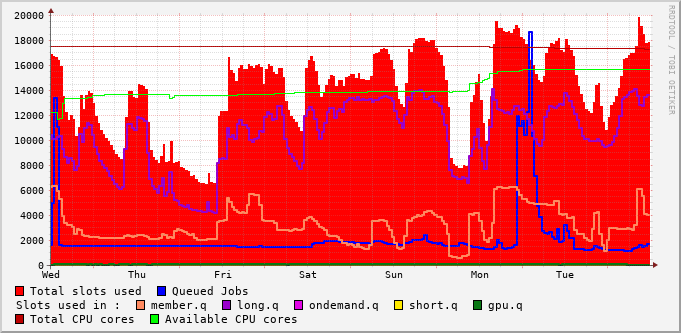 RRDTOOL / TOBI OETIKER
20000
18000
16000
14000
12000
10000
8000
6000
4000
2000
0
Wed Thu Fri Sat Sun Mon Tue
Total slots used Queued Jobs
Slots used in : member.q long.q ondemand.q short.q gpu.q
Total CPU cores Available CPU cores